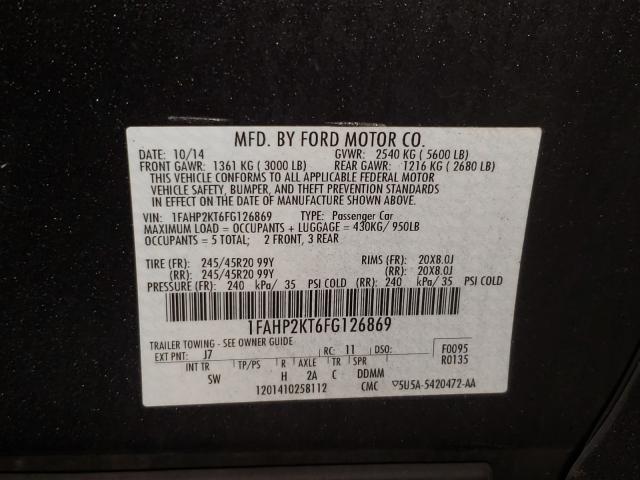 MFD. BY FORD MOTOR CO.
DATE: 10/14 GVWR: 2540 KG ( 5600 LB)
FRONT GAWR: 1361 KG ( 3000 LB) REAR GAWR: 1216 KG ( 2680 LB)
THIS VEHICLE CONFORMS TO ALL APPLICABLE FEDERAL MOTOR
VEHICLE SAFETY, BUMPER, AND THEFT PREVENTION STANDARDS
IN EFFECT ON THE DATE OF MANUFACTURE SHOWN ABOVE.
VIN: 1FAHP2KT6FG126869 TYPE: Passenger Car
MAXIMUM LOAD = OCCUPANTS + LUGGAGE = 430KG/ 950LB
OCCUPANTS = 5 TOTAL; 2 FRONT, 3 REAR
TIRE (FR): 245/45R20 99Y RIMS (FR): 20X8.0J
(RR): 245/45R20 99Y (RR): 20X8.0J
PRESSURE (FR): 240 kPa/ 35 PSI COLD (RR): 240 kPa/ 35 PSI COLD
1FAHP2KT6FG126869
TRAILER TOWING - SEE OWNER GUIDE
EXT PNT: J7 RC: 11 DSO: F0095
INT TR TP/PS R AXLE TR SPR R0135
SW H 2A C DDMM
1201410258112 CMC ▽5U5A-5420472-AA